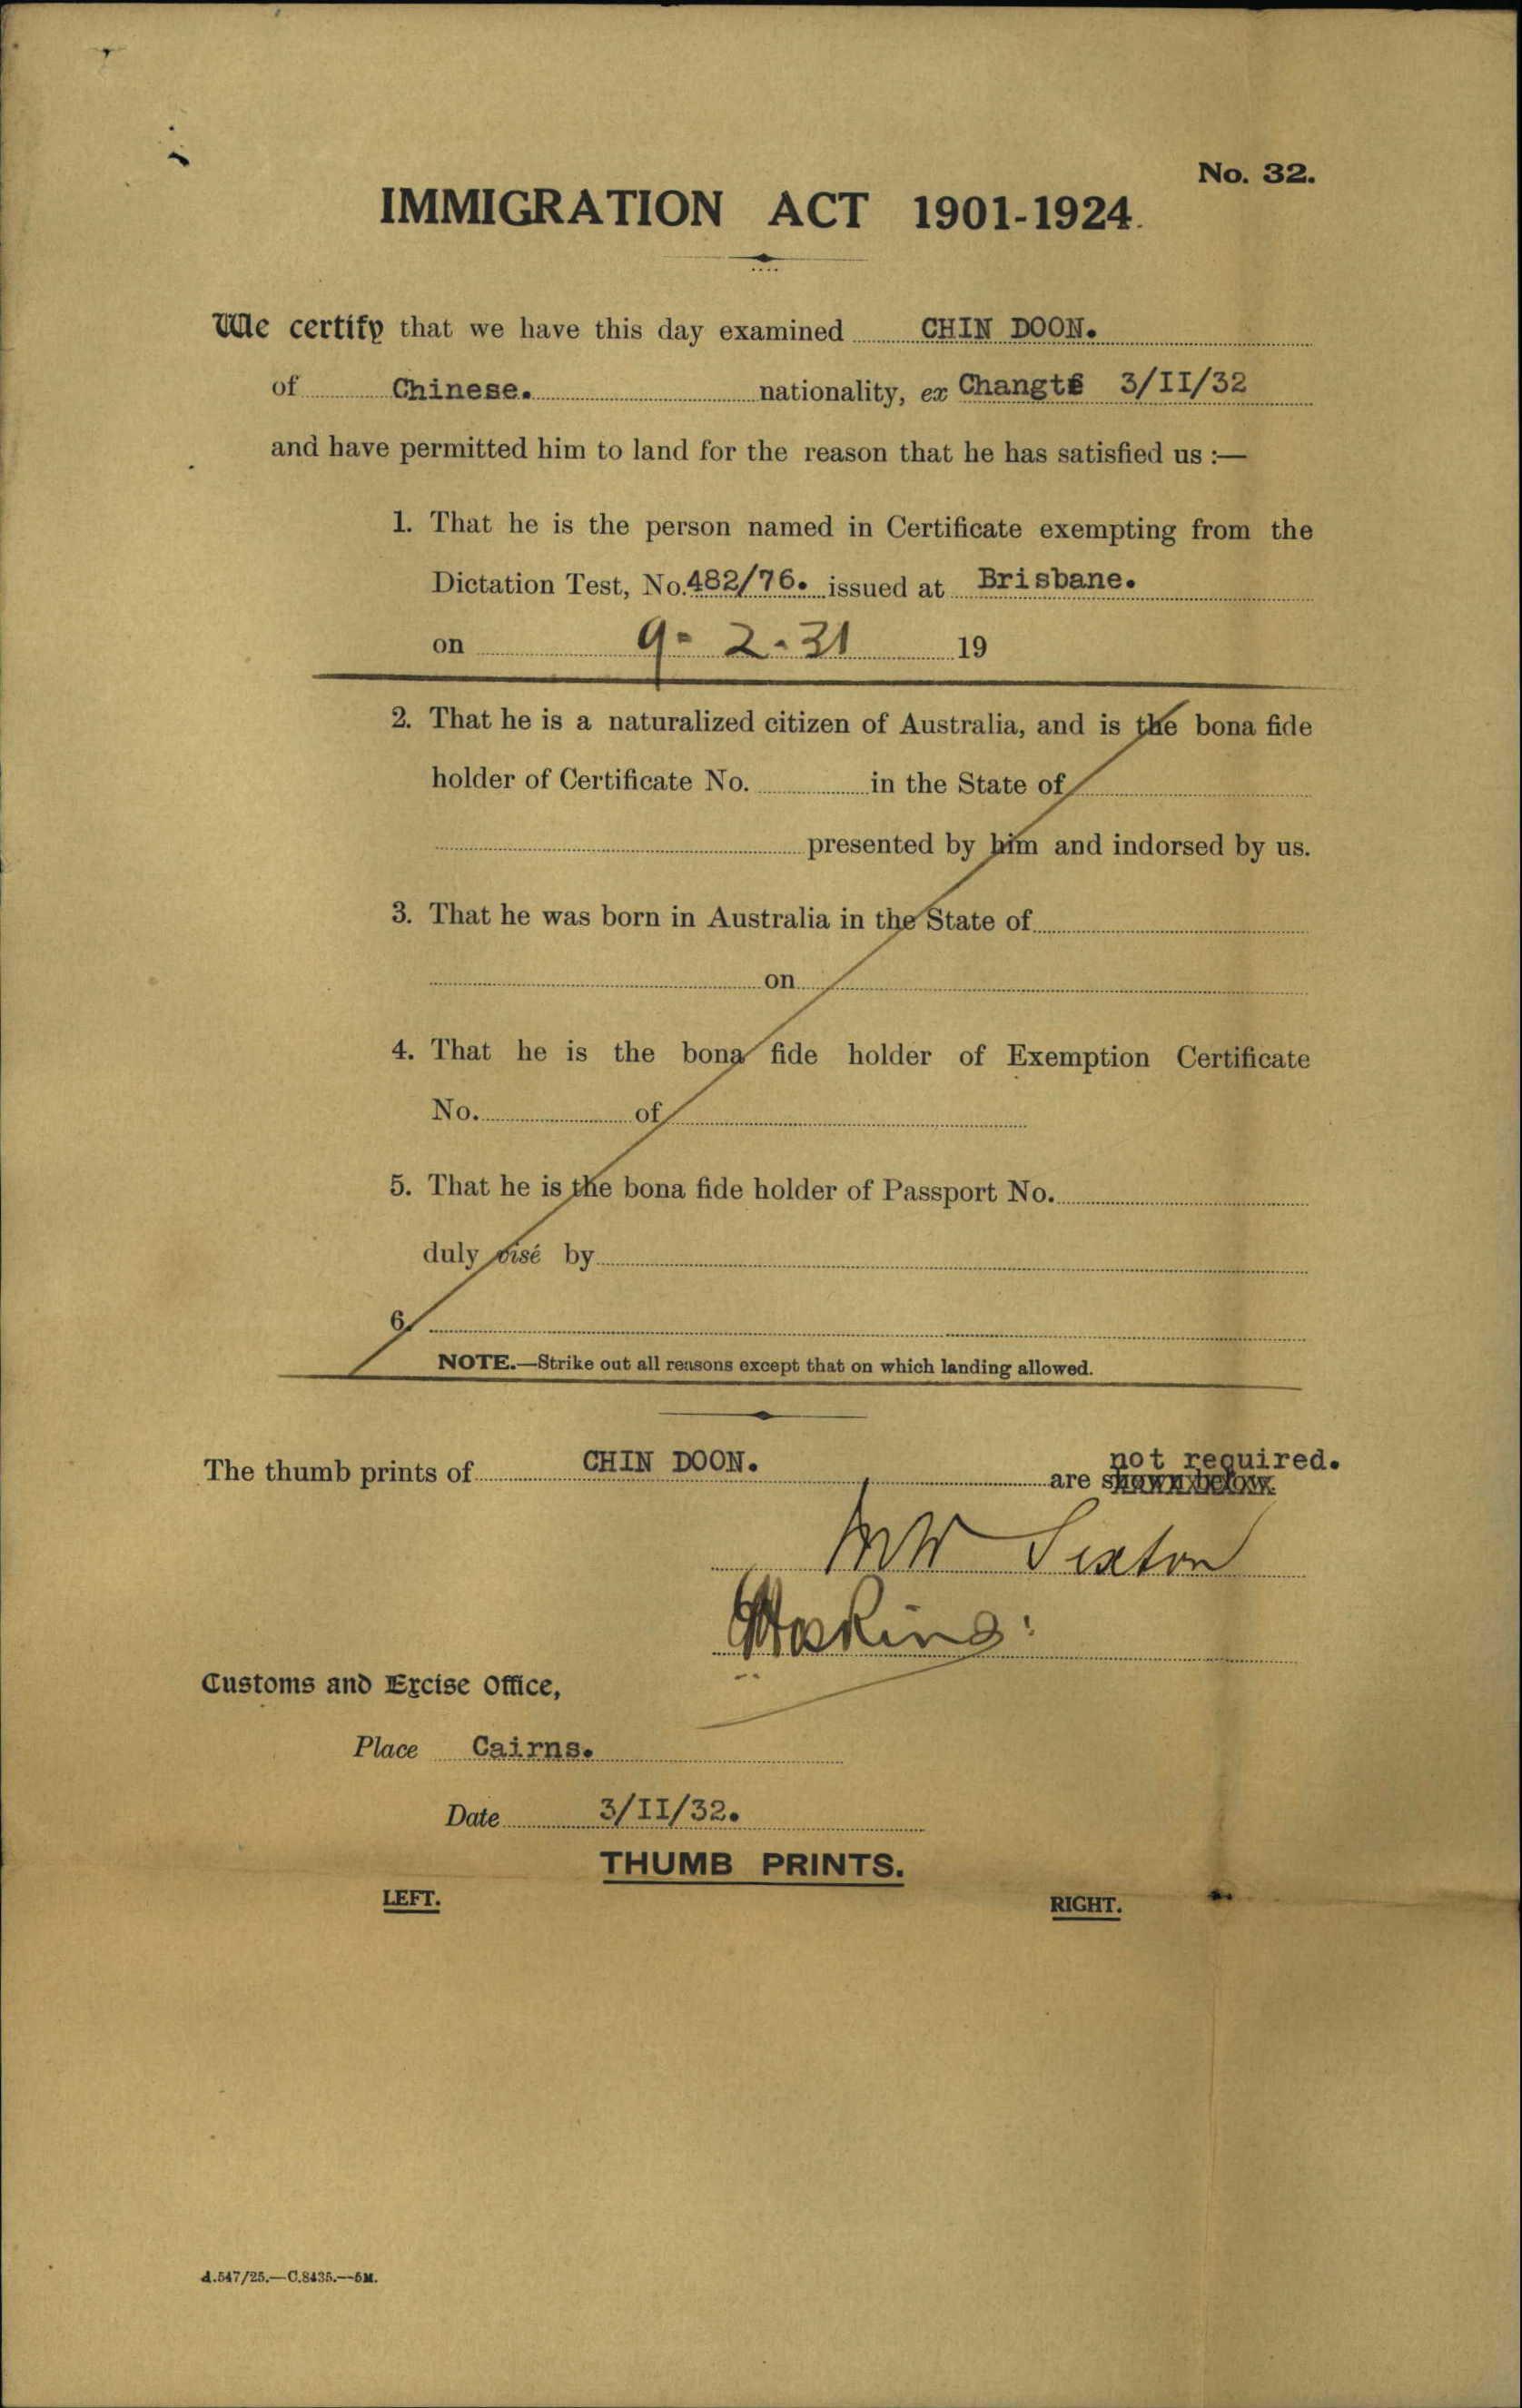 No. 32.
IMMIGRATION ACT 1901-1924.
We certify that we have this day examined CHIN DOON.
of Chinese. nationality, ex Changte 3/II/32
and have permitted him to land for the reason that he has satisfied us :—
1. That he is the person named in Certificate exempting from the
Dictation Test, No. 482/76. issued at Brisbane.
on 9-2-31 19
2. That he is a naturalized citizen of Australia, and is the bona fide
holder of Certificate No. in the State of
presented by him and indorsed by us.
3. That he was born in Australia in the State of
on
4. That he is the bona fide holder of Exemption Certificate
No. of
5. That he is the bona fide holder of Passport No.
duly visé by
6.
NOTE.—Strike out all reasons except that on which landing allowed.
not required.
The thumb prints of CHIN DOON. are shown below
Sexton
Customs and Excise Office,
Place Cairns.
Date 3/II/32.
THUMB PRINTS.
LEFT. RIGHT.
A.547/25.—C.8435.—5M.